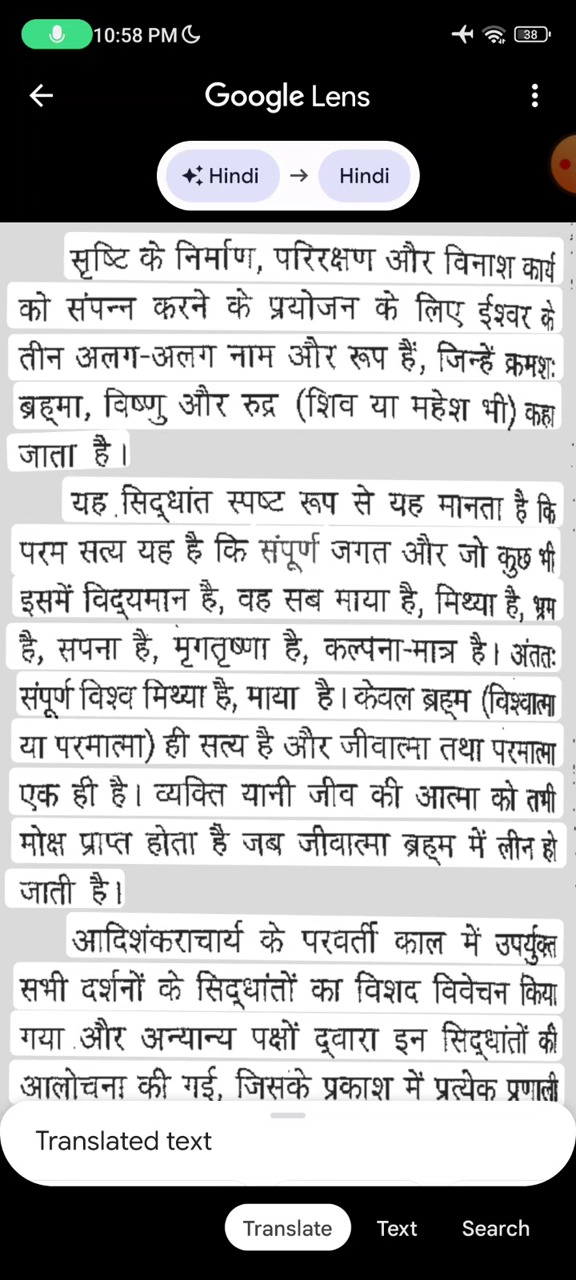 10:58 PM
38
Google Lens
Hindi → Hindi
सृष्टि के निर्माण, परिरक्षण और विनाश कार्य
को संपन्न करने के प्रयोजन के लिए ईश्वर के
तीन अलग-अलग नाम और रूप हैं, जिन्हें क्रमशः
ब्रह्मा, विष्णु और रुद्र (शिव या महेश भी) कहा
जाता है।
यह सिद्धांत स्पष्ट रूप से यह मानता है कि
परम सत्य यह है कि संपूर्ण जगत और जो कुछ भी
इसमें विद्यमान है, वह सब माया है, मिथ्या है, भ्रम
है, सपना है, मृगतृष्णा है, कल्पना-मात्र है। अंततः
संपूर्ण विश्व मिथ्या है, माया है। केवल ब्रह्म (विश्वात्मा
या परमात्मा) ही सत्य है और जीवात्मा तथा परमात्मा
एक ही है। व्यक्ति यानी जीव की आत्मा को तभी
मोक्ष प्राप्त होता है जब जीवात्मा ब्रह्म में लीन हो
जाती है।
आदिशंकराचार्य के परवर्ती काल में उपर्युक्त
सभी दर्शनों के सिद्धांतों का विशद विवेचन किया
गया और अन्यान्य पक्षों द्वारा इन सिद्धांतों की
आलोचना की गई, जिसके प्रकाश में प्रत्येक प्रणाली
Translated text
Translate Text Search